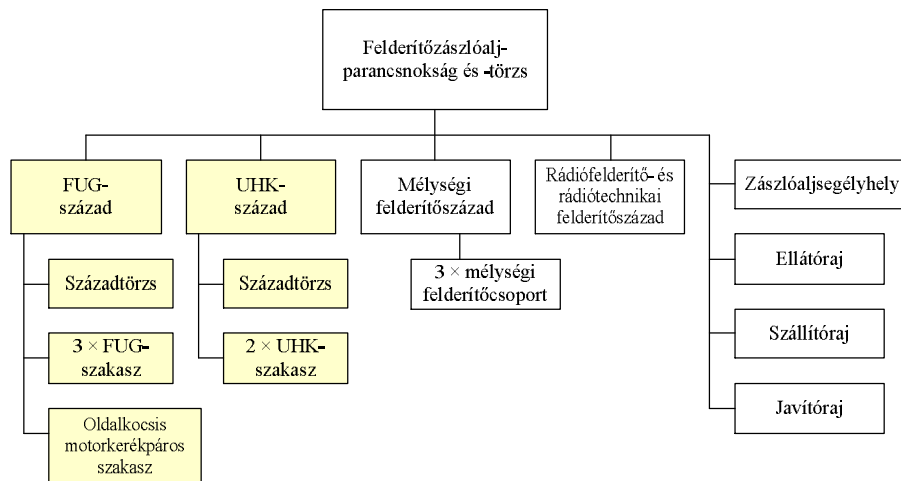 Felderítőzászlóalj-
parancsnokság és -törzs
FUG-
század
UHK-
század
Mélységi
felderítőszázad
Rádiófelderítő- és
rádiótechnikai
felderítőszázad
Zászlóaljsegélyhely
Századtörzs
Századtörzs
3 × mélységi
felderítőcsoport
Ellátóraj
3 × FUG-
szakasz
2 × UHK-
szakasz
Szállítóraj
Oldalkocsis
motorkerékpáros
szakasz
Javítóraj